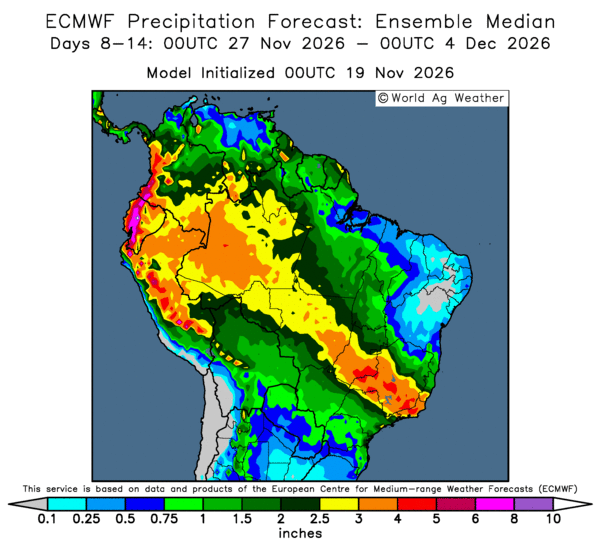 ECMWF Precipitation Forecast: Ensemble Median
Days 8-14: 00UTC 27 Nov 2026 - 00UTC 4 Dec 2026
Model Initialized 00UTC 19 Nov 2026
© World Ag Weather
This service is based on data and products of the European Centre for Medium-range Weather Forecasts (ECMWF)
0.1 0.25 0.5 0.75 1 1.5 2 2.5 3 4 5 6 8 10
inches